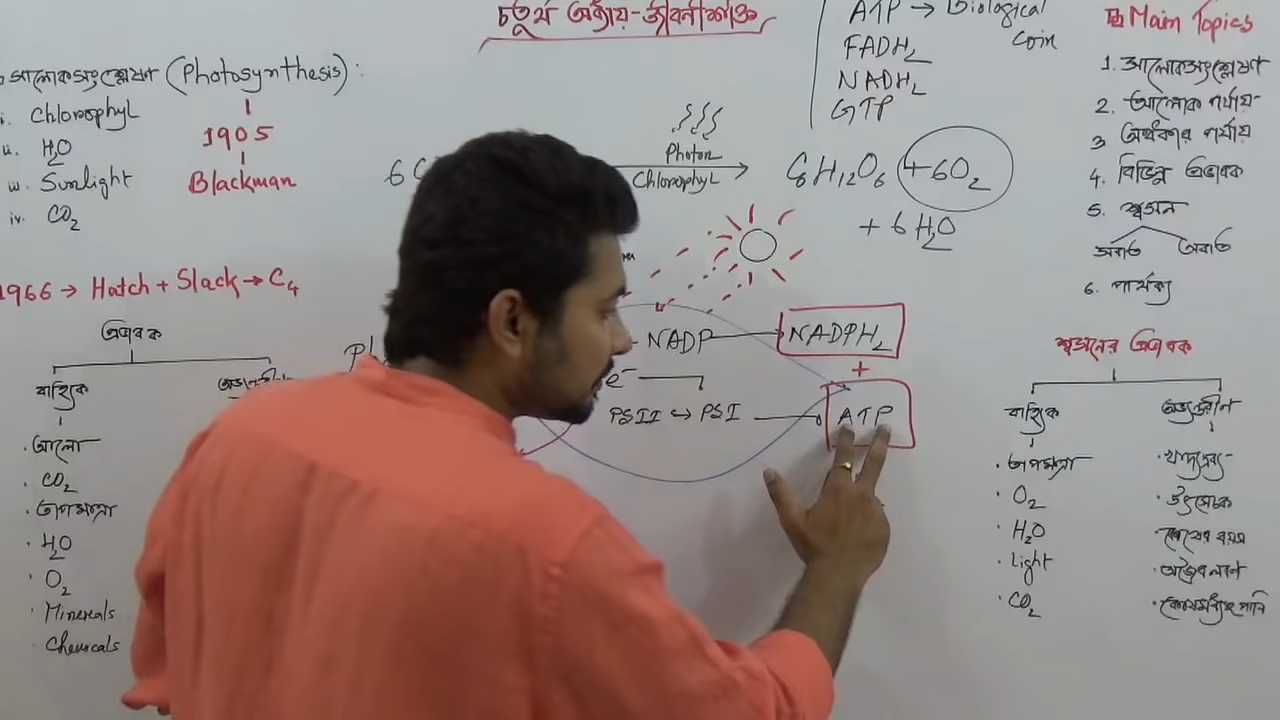 চতুর্থ অধ্যায়-জীবনীশক্তি
আলোকসংশ্লেষণ (Photosynthesis):
i. Chlorophyl
ii. H₂O
iii. Sunlight
iv. CO₂
1905
Blackman
1966 → Hatch + Slack → C₄
প্রভাবক
বাহ্যিক
· আলো
· CO₂
· তাপমাত্রা
· H₂O
· O₂
· Minerals
· Chemicals
ATP → Biological
Coin
FADH₂
NADH₂
GTP
6C
Photon
Chlorophyl
C₆H₁₂O₆ + 6O₂
+ 6H₂O
NADP
NADPH₂
+
e⁻
PSII → PSI
ATP
Main Topics
1. আলোকসংশ্লেষণ
2. আলোক পর্যায়
3 অন্ধকার পর্যায়
4. বিভিন্ন প্রভাবক
5. শ্বসন
সবাত
অবাত
6. পার্থক্য
শ্বসনের প্রভাবক
বাহ্যিক
· তাপমাত্রা
· O₂
· H₂O
· Light
· CO₂
অভ্যন্তরীণ
· খাদ্যদ্রব্য
· উৎসেচক
· কোষের বয়স
· অজৈব লবণ
· কোষমধ্যস্থ পানি